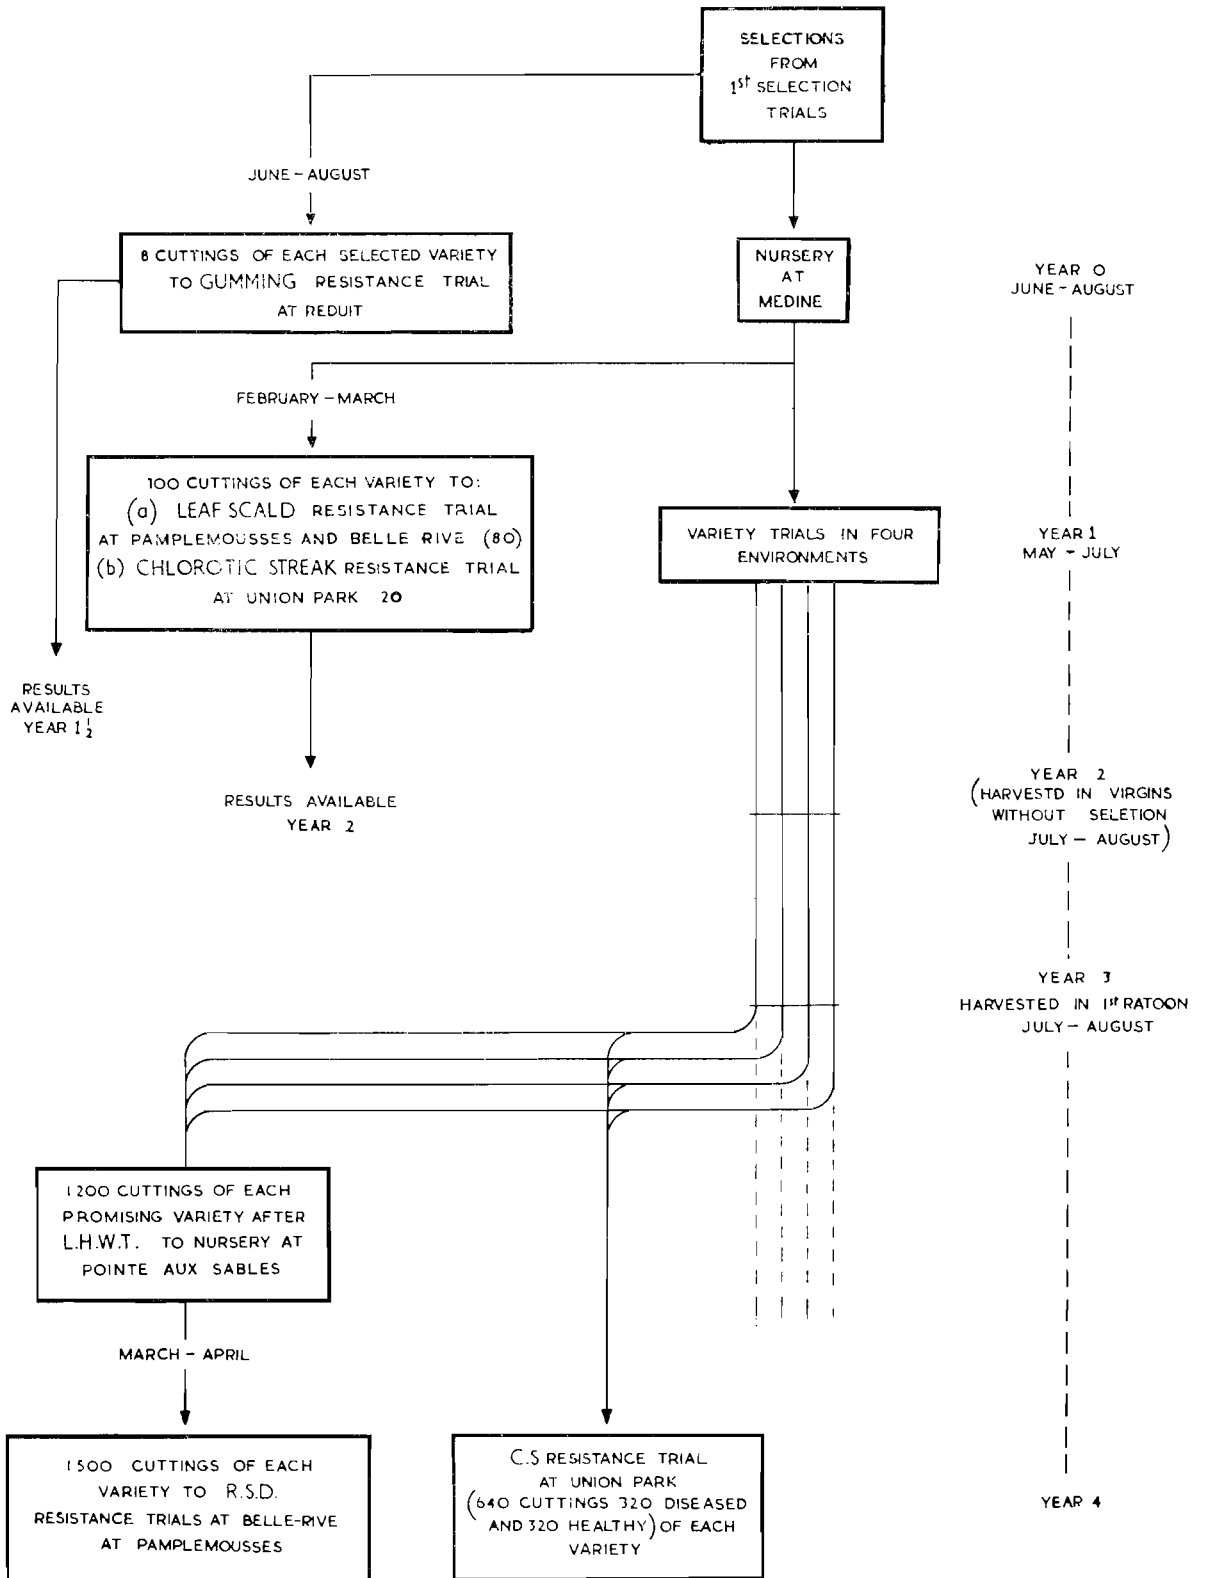 SELECTIONS
FROM
1st SELECTION
TRIALS
JUNE – AUGUST
8 CUTTINGS OF EACH SELECTED VARIETY
TO GUMMING RESISTANCE TRIAL
AT REDUIT
NURSERY
AT
MEDINE
YEAR 0
JUNE – AUGUST
FEBRUARY – MARCH
100 CUTTINGS OF EACH VARIETY TO:
(a) LEAF SCALD RESISTANCE TRIAL
AT PAMPLEMOUSSES AND BELLE RIVE (80)
(b) CHLOROTIC STREAK RESISTANCE TRIAL
AT UNION PARK 20
VARIETY TRIALS IN FOUR
ENVIRONMENTS
YEAR 1
MAY – JULY
RESULTS
AVAILABLE
YEAR 1½
RESULTS AVAILABLE
YEAR 2
YEAR 2
(HARVESTD IN VIRGINS
WITHOUT SELETION
JULY – AUGUST)
YEAR 3
HARVESTED IN 1st RATOON
JULY – AUGUST
1200 CUTTINGS OF EACH
PROMISING VARIETY AFTER
L.H.W.T. TO NURSERY AT
POINTE AUX SABLES
MARCH – APRIL
1500 CUTTINGS OF EACH
VARIETY TO R.S.D.
RESISTANCE TRIALS AT BELLE-RIVE
AT PAMPLEMOUSSES
C.S RESISTANCE TRIAL
AT UNION PARK
(640 CUTTINGS 320 DISEASED
AND 320 HEALTHY) OF EACH
VARIETY
YEAR 4